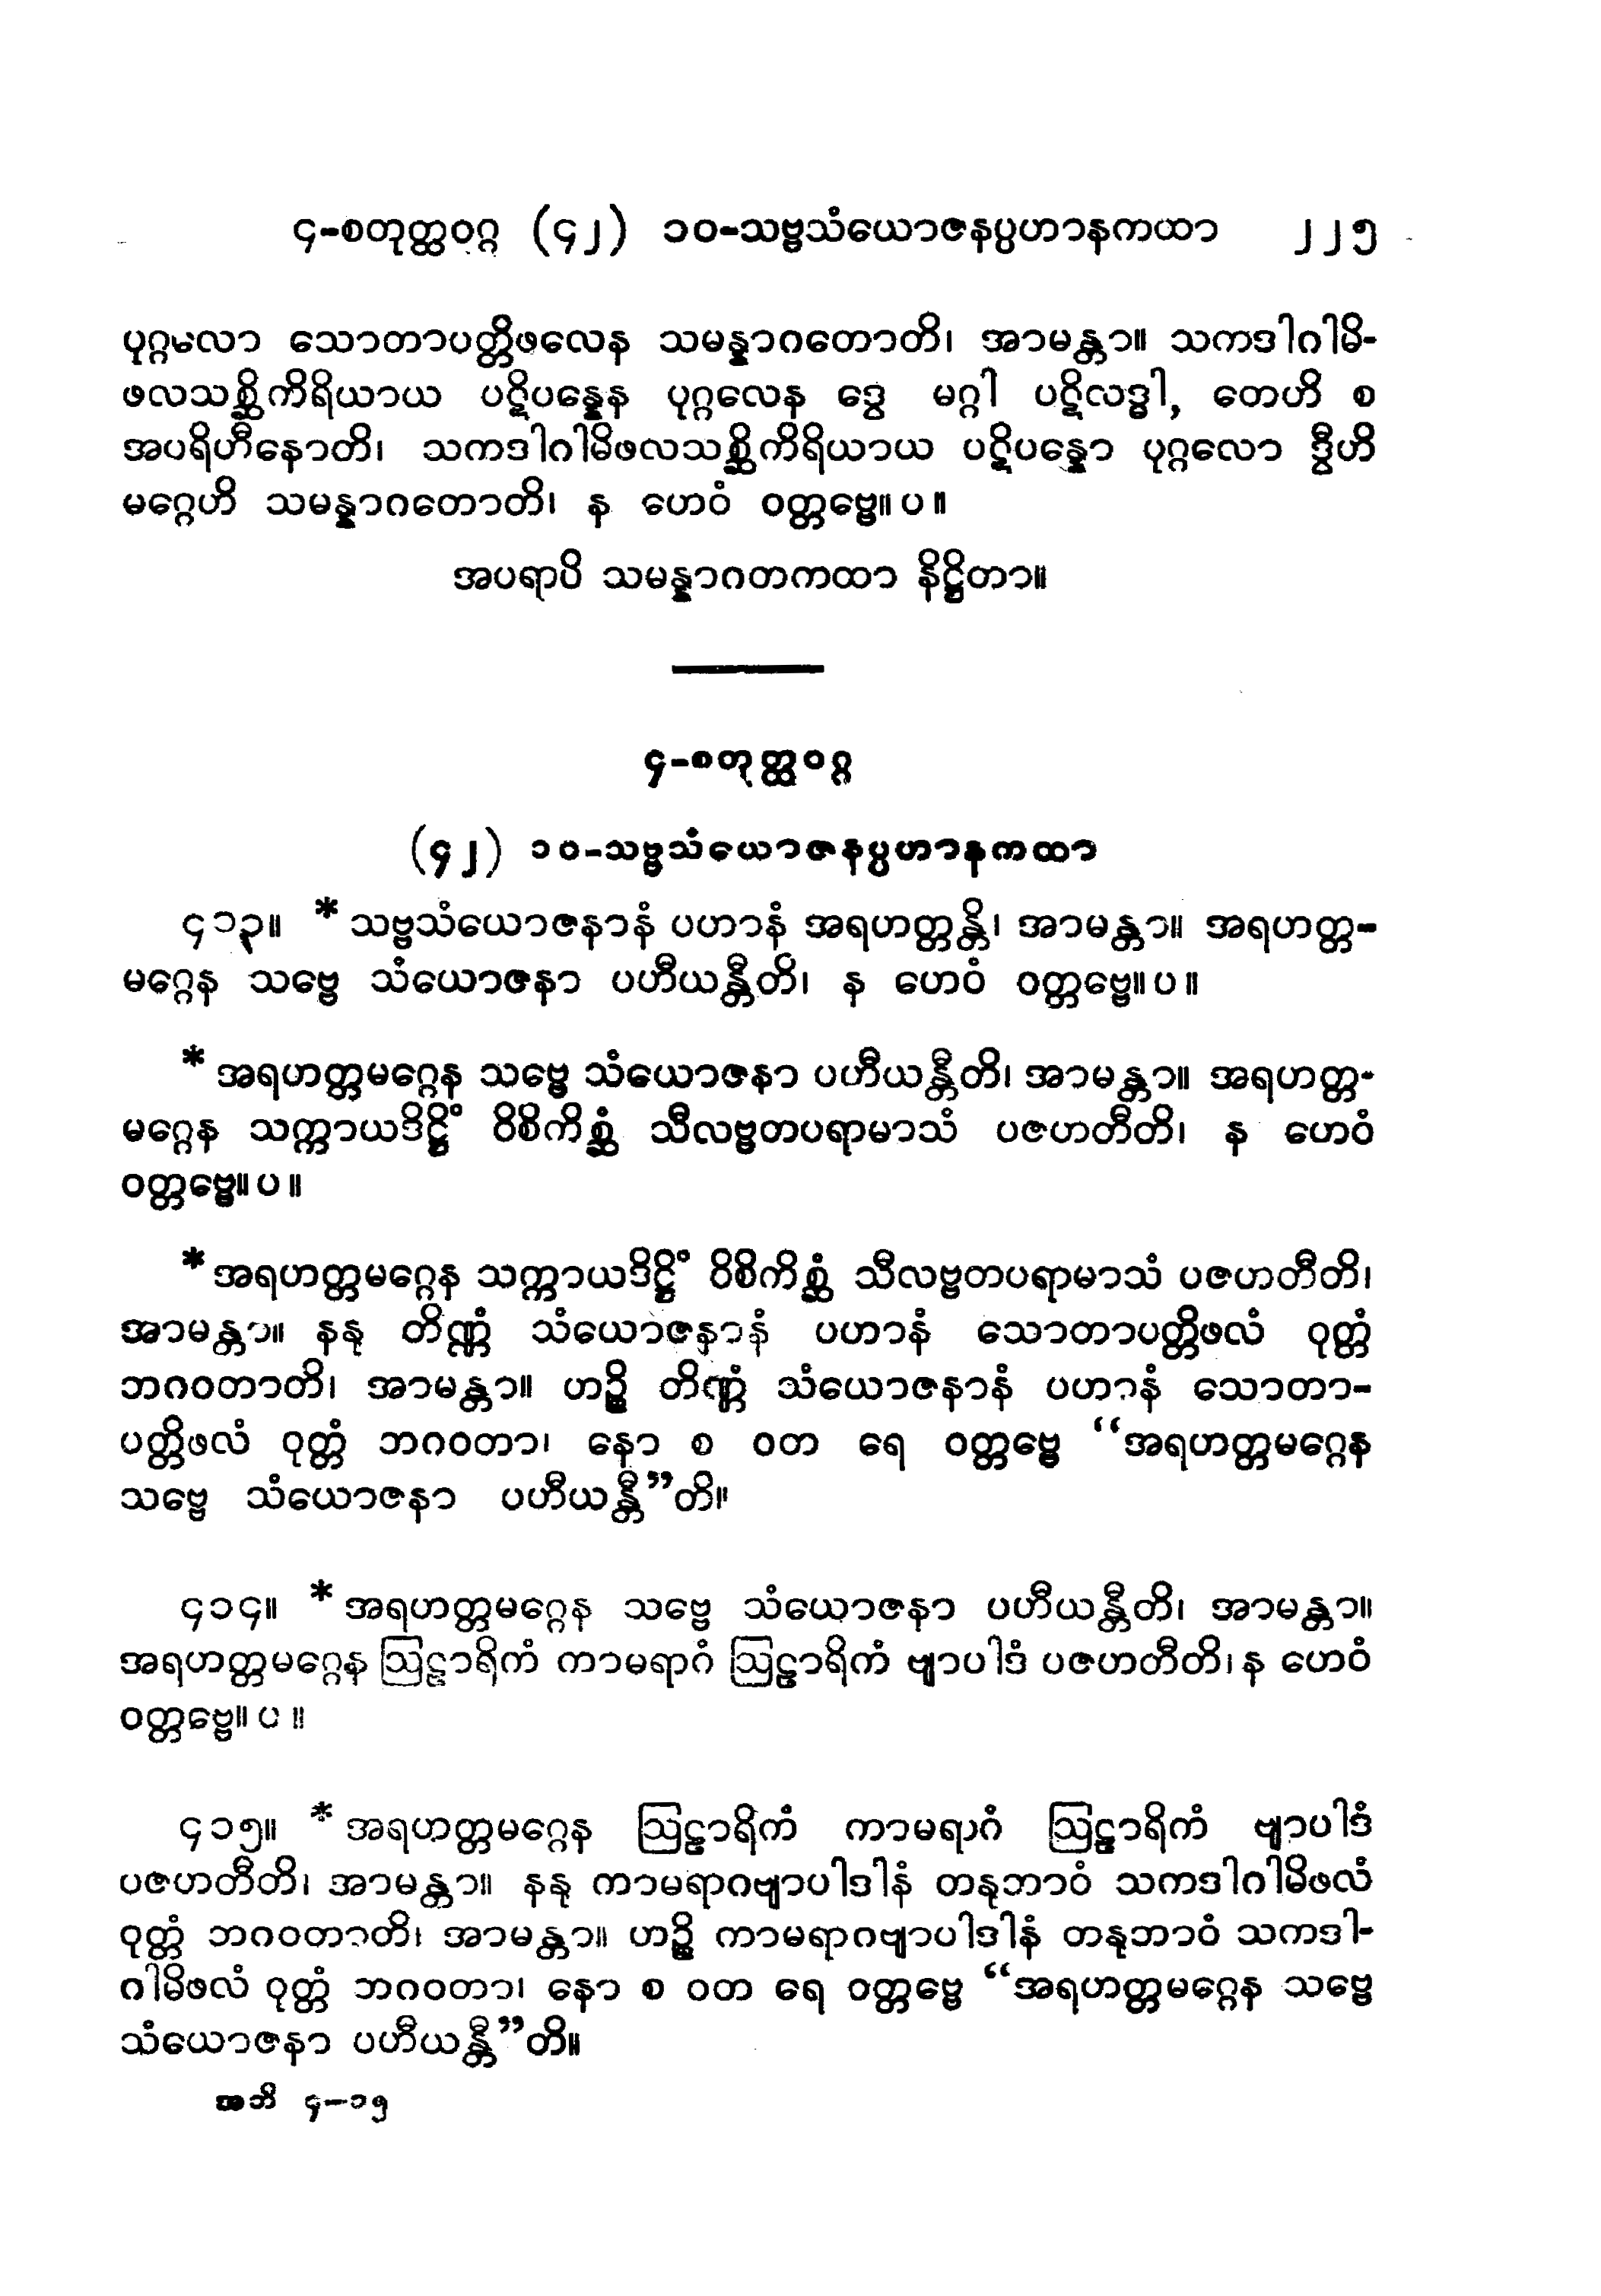 ၄-စတုတ္ထဝဂ္ဂ (၄၂) ၁၀-သဗ္ဗသံယောဇနပ္ပဟာနကထာ ၂၂၅
ပုဂ္ဂလော သောတာပတ္တိဖလေန သမန္နာဂတောတိ၊ အာမန္တာ။ သကဒါဂါမိ-
ဖလသစ္ဆိကိရိယာယ ပဋိပန္နေန ပုဂ္ဂလေန ဒွေ မဂ္ဂါ ပဋိလဒ္ဓါ, တေဟိ စ
အပရိဟီနောတိ၊ သကဒါဂါမိဖလသစ္ဆိကိရိယာယ ပဋိပန္နော ပုဂ္ဂလော ဒွီဟိ
မဂ္ဂေဟိ သမန္နာဂတောတိ၊ န ဟေဝံ ဝတ္တဗ္ဗေ။ ပ ။
အပရာပိ သမန္နာဂတကထာ နိဋ္ဌိတာ။
၄-စတုတ္ထဝဂ္ဂ
(၄၂) ၁၀-သဗ္ဗသံယောဇနပ္ပဟာနကထာ
၄၁၃။ * သဗ္ဗသံယောဇနာနံ ပဟာနံ အရဟတ္တန္တိ၊ အာမန္တာ။ အရဟတ္တ-
မဂ္ဂေန သဗ္ဗေ သံယောဇနာ ပဟီယန္တီတိ၊ န ဟေဝံ ဝတ္တဗ္ဗေ။ ပ ။
* အရဟတ္တမဂ္ဂေန သဗ္ဗေ သံယောဇနာ ပဟီယန္တီတိ၊ အာမန္တာ။ အရဟတ္တ-
မဂ္ဂေန သက္ကာယဒိဋ္ဌိံ ဝိစိကိစ္ဆံ သီလဗ္ဗတပရာမာသံ ပဇဟတီတိ၊ န ဟေဝံ
ဝတ္တဗ္ဗေ။ ပ ။
* အရဟတ္တမဂ္ဂေန သက္ကာယဒိဋ္ဌိံ ဝိစိကိစ္ဆံ သီလဗ္ဗတပရာမာသံ ပဇဟတီတိ၊
အာမန္တာ။ နနု တိဏ္ဏံ သံယောဇနာနံ ပဟာနံ သောတာပတ္တိဖလံ ဝုတ္တံ
ဘဂဝတာတိ၊ အာမန္တာ။ ဟဉ္စိ တိဏ္ဏံ သံယောဇနာနံ ပဟာနံ သောတာ-
ပတ္တိဖလံ ဝုတ္တံ ဘဂဝတာ၊ နော စ ဝတ ရေ ဝတ္တဗ္ဗေ “အရဟတ္တမဂ္ဂေန
သဗ္ဗေ သံယောဇနာ ပဟီယန္တီ”တိ။
၄၁၄။ * အရဟတ္တမဂ္ဂေန သဗ္ဗေ သံယောဇနာ ပဟီယန္တီတိ၊ အာမန္တာ။
အရဟတ္တမဂ္ဂေန ဩဠာရိကံ ကာမရာဂံ ဩဠာရိကံ ဗျာပါဒံ ပဇဟတီတိ၊ န ဟေဝံ
ဝတ္တဗ္ဗေ။ ပ ။
၄၁၅။ * အရဟတ္တမဂ္ဂေန ဩဠာရိကံ ကာမရာဂံ ဩဠာရိကံ ဗျာပါဒံ
ပဇဟတီတိ၊ အာမန္တာ။ နနု ကာမရာဂဗျာပါဒါနံ တနုဘာဝံ သကဒါဂါမိဖလံ
ဝုတ္တံ ဘဂဝတာတိ၊ အာမန္တာ။ ဟဉ္စိ ကာမရာဂဗျာပါဒါနံ တနုဘာဝံ သကဒါ-
ဂါမိဖလံ ဝုတ္တံ ဘဂဝတာ၊ နော စ ဝတ ရေ ဝတ္တဗ္ဗေ “အရဟတ္တမဂ္ဂေန သဗ္ဗေ
သံယောဇနာ ပဟီယန္တီ”တိ။
အဘိ ၄-၁၅